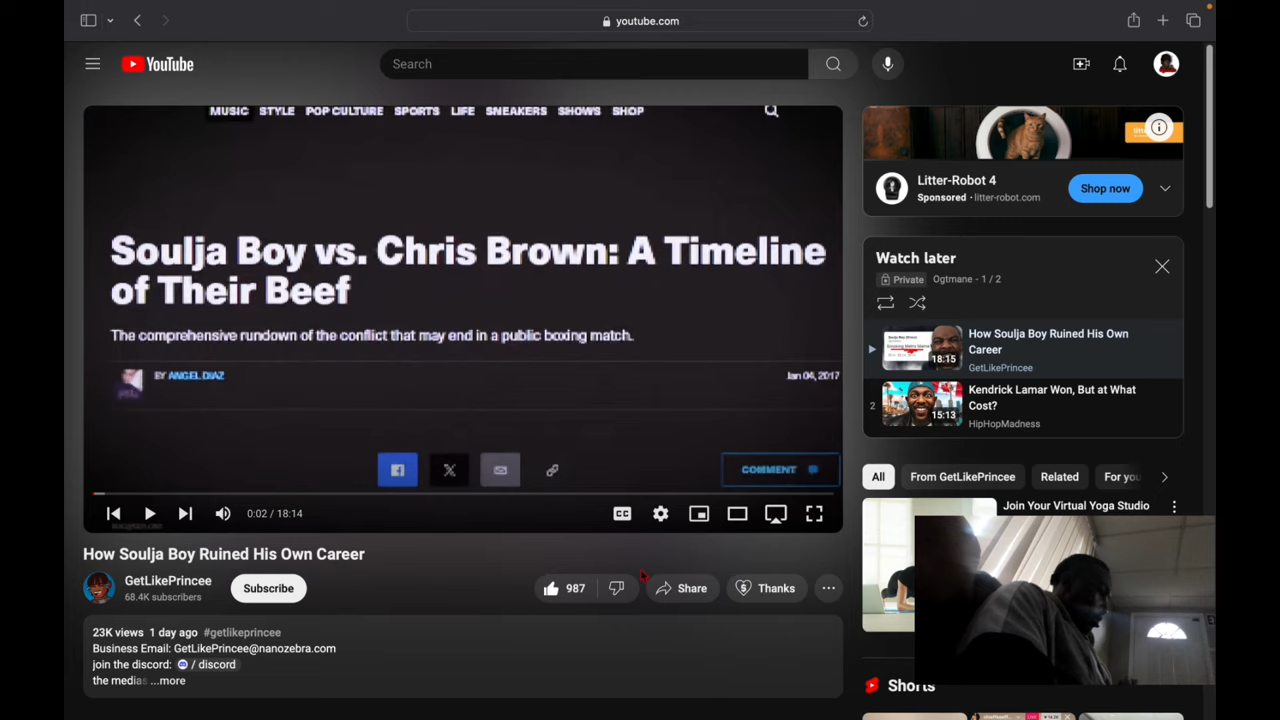 youtube.com
YouTube
Search
MUSIC STYLE POP CULTURE SPORTS LIFE SNEAKERS SHOWS SHOP
Soulja Boy vs. Chris Brown: A Timeline
of Their Beef
The comprehensive rundown of the conflict that may end in a public boxing match.
BY ANGEL DIAZ
Jan 04, 2017
COMMENT
0:02 / 18:14
How Soulja Boy Ruined His Own Career
GetLikePrincee
68.4K subscribers
Subscribe
987
Share
Thanks
23K views 1 day ago #getlikeprincee
Business Email: GetLikePrincee@nanozebra.com
join the discord: / discord
the medias ...more
Litter-Robot 4
Sponsored · litter-robot.com
Shop now
Watch later
Private Ogtmane - 1 / 2
18:15
How Soulja Boy Ruined His Own
Career
GetLikePrincee
2
15:13
Kendrick Lamar Won, But at What
Cost?
HipHopMadness
All From GetLikePrincee Related For you
Join Your Virtual Yoga Studio
Shorts